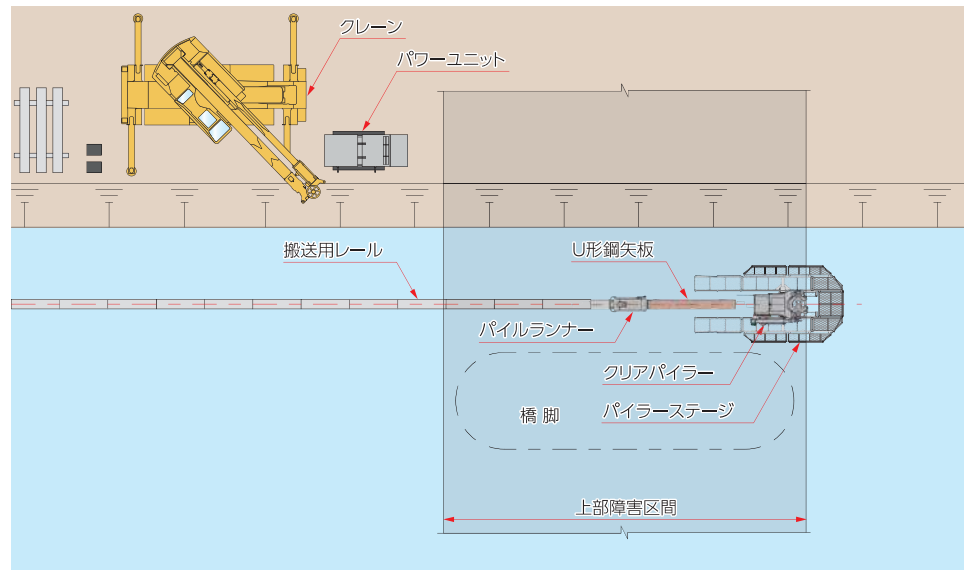 クレーン
パワーユニット
搬送用レール
U形鋼矢板
パイルランナー
クリアパイラー
パイラーステージ
橋脚
上部障害区間